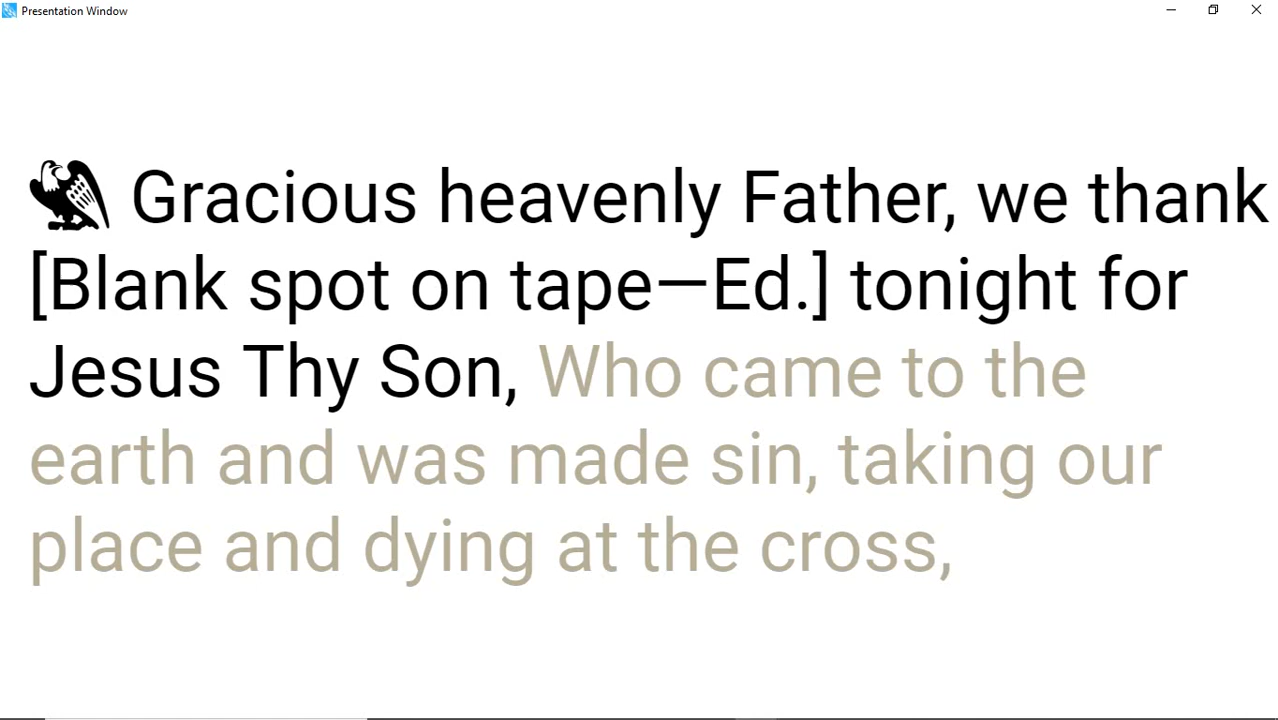 Presentation Window
Gracious heavenly Father, we thank
[Blank spot on tape—Ed.] tonight for
Jesus Thy Son, Who came to the
earth and was made sin, taking our
place and dying at the cross,